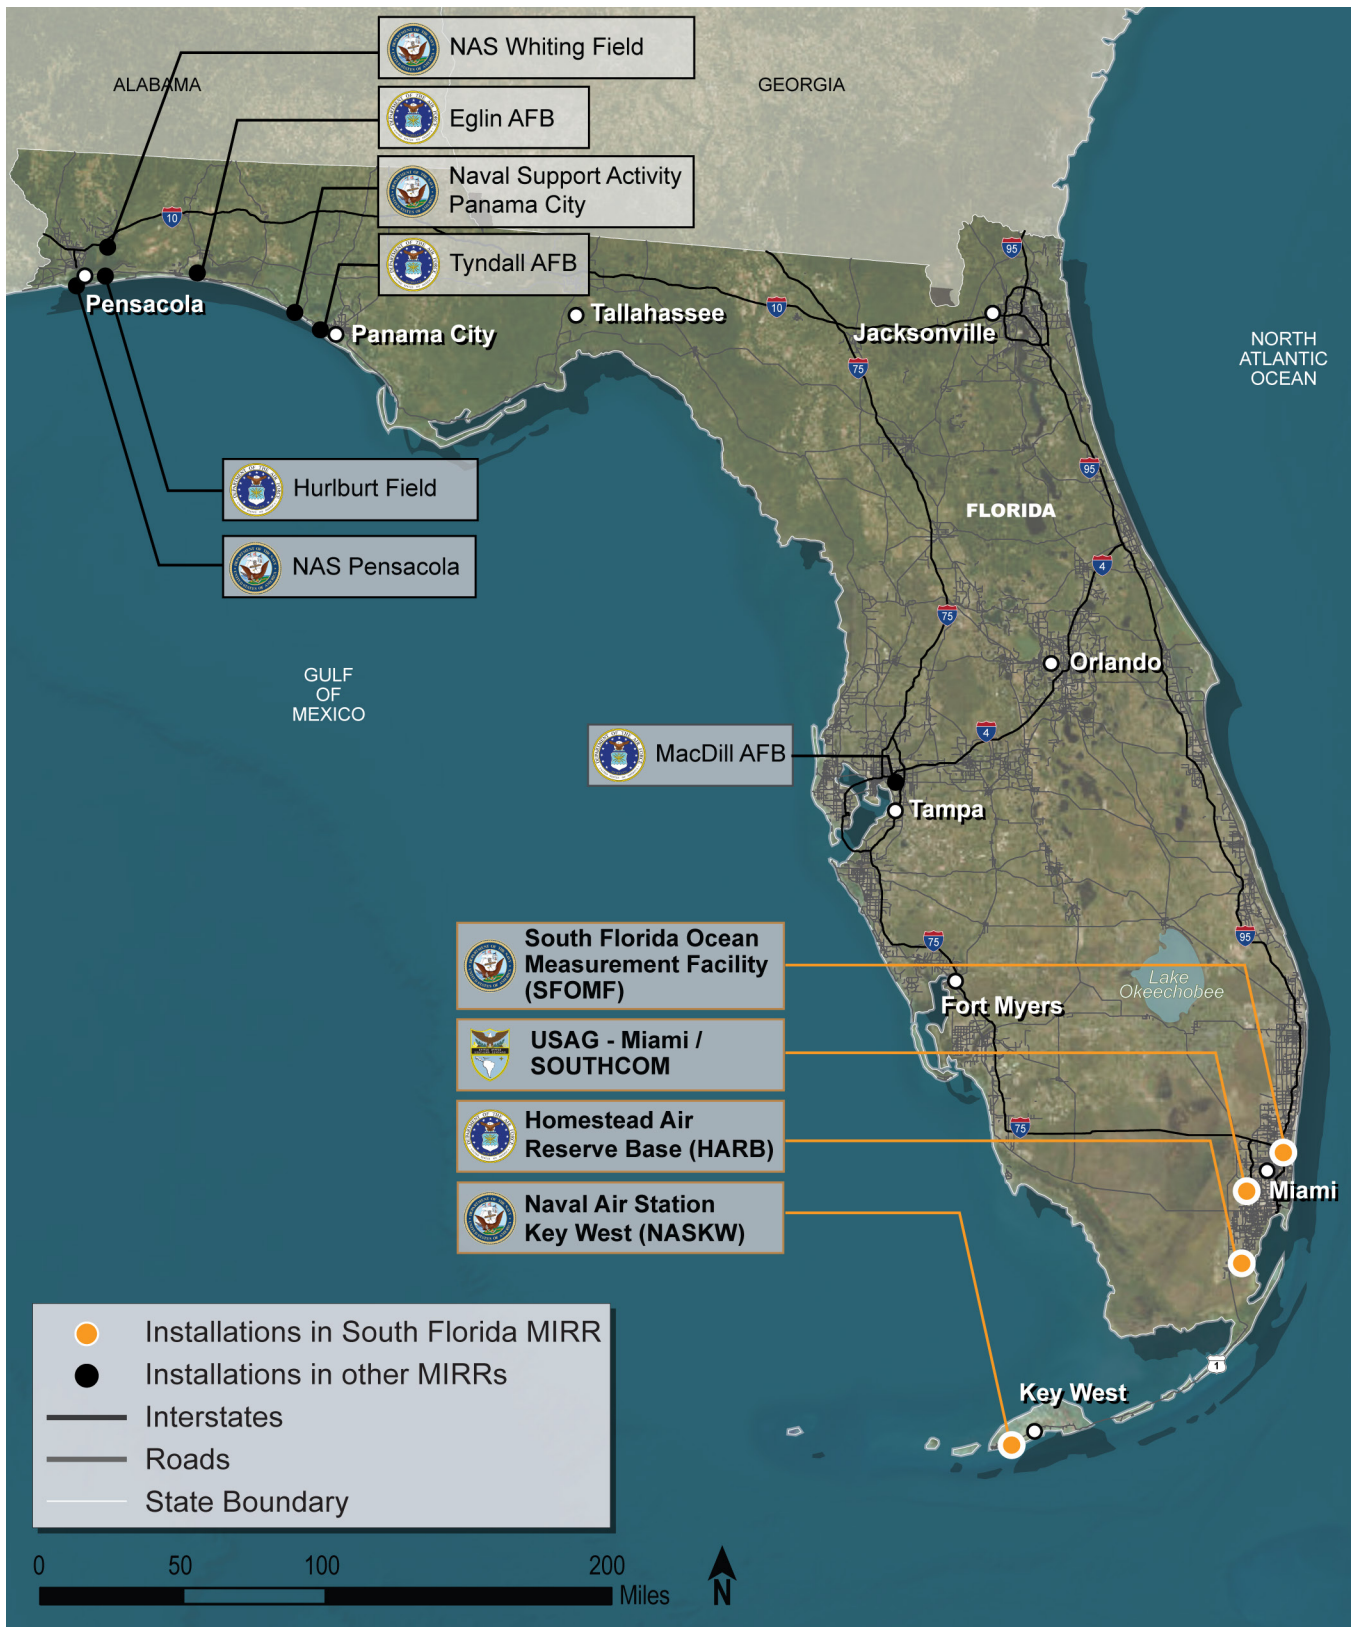 NAS Whiting Field
ALABAMA
GEORGIA
Eglin AFB
Naval Support Activity
Panama City
10
95
Tyndall AFB
Pensacola
10
Tallahassee
Jacksonville
Panama City
NORTH
ATLANTIC
OCEAN
75
95
Hurlburt Field
FLORIDA
NAS Pensacola
4
75
Orlando
GULF
OF
MEXICO
4
MacDill AFB
Tampa
South Florida Ocean
Measurement Facility
(SFOMF)
75
95
Lake
Okeechobee
Fort Myers
USAG - Miami /
SOUTHCOM
Homestead Air
Reserve Base (HARB)
75
Miami
Naval Air Station
Key West (NASKW)
Installations in South Florida MIRR
Installations in other MIRRs
Interstates
Roads
State Boundary
1
Key West
0 50 100 200
Miles
N